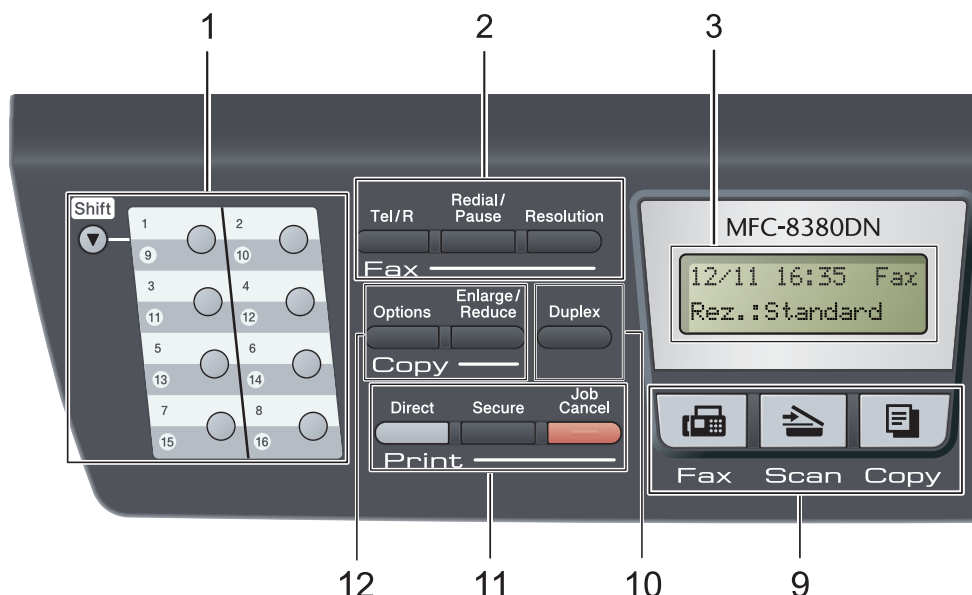 1 2 3
Shift
1 2
9 10
3 4
11 12
5 6
13 14
7 8
15 16
Tel/R Redial/
Pause Resolution
Fax
Options Enlarge/
Reduce
Copy
Duplex
Direct Secure Job
Cancel
Print
MFC-8380DN
12/11 16:35 Fax
Rez.:Standard
Fax Scan Copy
12 11 10 9